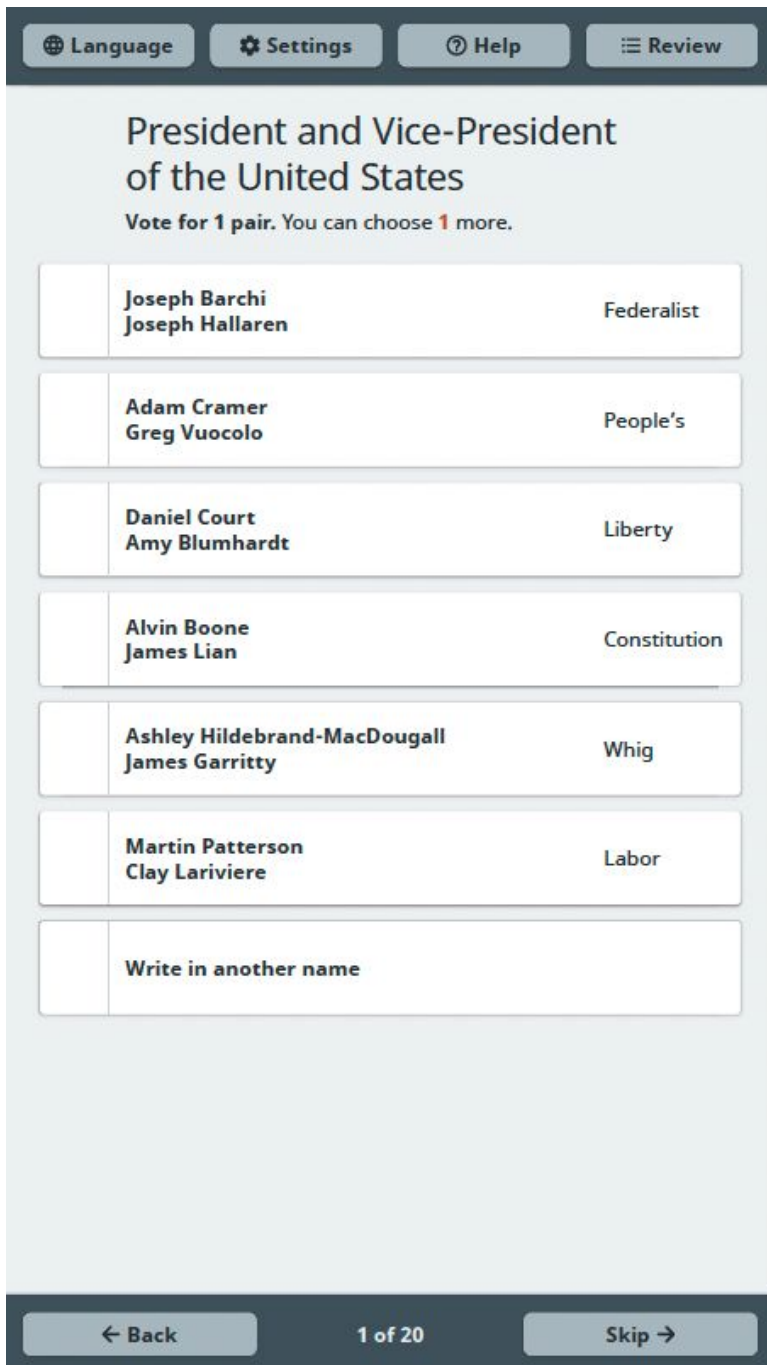 Language Settings Help Review
President and Vice-President
of the United States
Vote for 1 pair. You can choose 1 more.
Joseph Barchi
Joseph Hallaren
Federalist
Adam Cramer
Greg Vuocolo
People’s
Daniel Court
Amy Blumhardt
Liberty
Alvin Boone
James Lian
Constitution
Ashley Hildebrand-MacDougall
James Garritty
Whig
Martin Patterson
Clay Lariviere
Labor
Write in another name
← Back 1 of 20 Skip →